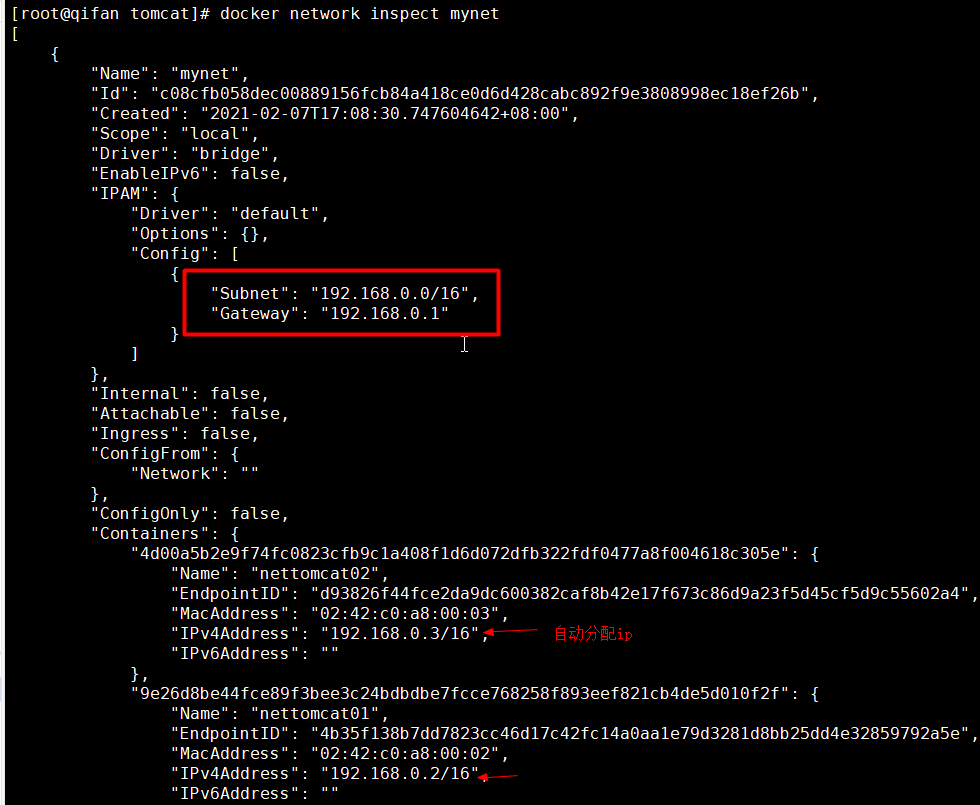 [root@qifan tomcat]# docker network inspect mynet
[
    {
        "Name": "mynet",
        "Id": "c08cfb058dec00889156fcb84a418ce0d6d428cabc892f9e3808998ec18ef26b",
        "Created": "2021-02-07T17:08:30.747604642+08:00",
        "Scope": "local",
        "Driver": "bridge",
        "EnableIPv6": false,
        "IPAM": {
            "Driver": "default",
            "Options": {},
            "Config": [
                {
                    "Subnet": "192.168.0.0/16",
                    "Gateway": "192.168.0.1"
                }
            ]
        },
        "Internal": false,
        "Attachable": false,
        "Ingress": false,
        "ConfigFrom": {
            "Network": ""
        },
        "ConfigOnly": false,
        "Containers": {
            "4d00a5b2e9f74fc0823cfb9c1a408f1d6d072dfb322fdf0477a8f004618c305e": {
                "Name": "nettomcat02",
                "EndpointID": "d93826f44fce2da9dc600382caf8b42e17f673c86d9a23f5d45cf5d9c55602a4",
                "MacAddress": "02:42:c0:a8:00:03",
                "IPv4Address": "192.168.0.3/16", 自动分配ip
                "IPv6Address": ""
            },
            "9e26d8be44fce89f3bee3c24bdbdbe7fcce768258f893eef821cb4de5d010f2f": {
                "Name": "nettomcat01",
                "EndpointID": "4b35f138b7dd7823cc46d17c42fc14a0aa1e79d3281d8bb25dd4e32859792a5e",
                "MacAddress": "02:42:c0:a8:00:02",
                "IPv4Address": "192.168.0.2/16",
                "IPv6Address": ""